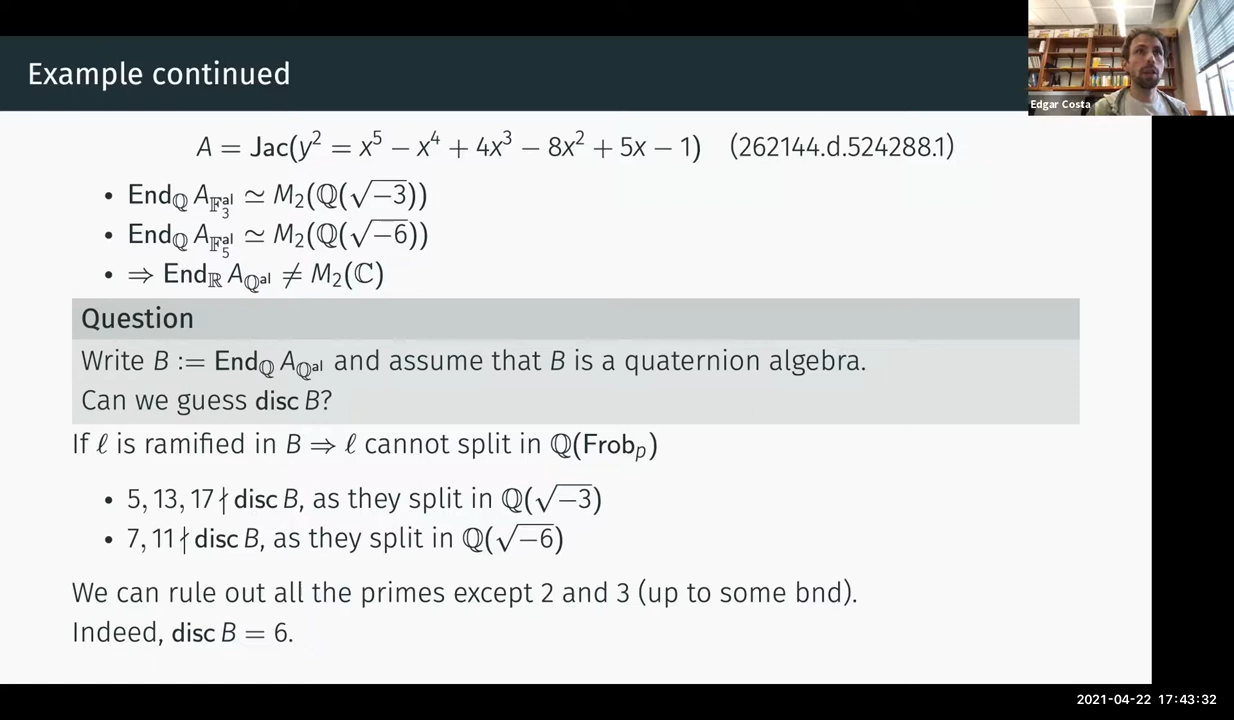 Example continued
Edgar Costa
A = Jac(y² = x⁵ − x⁴ + 4x³ − 8x² + 5x − 1) (262144.d.524288.1)
• End_ℚ A_{𝔽₃^al} ≃ M₂(ℚ(√−3))
• End_ℚ A_{𝔽₅^al} ≃ M₂(ℚ(√−6))
• ⇒ End_ℝ A_{ℚ^al} ≠ M₂(ℂ)
Question
Write B := End_ℚ A_{ℚ^al} and assume that B is a quaternion algebra.
Can we guess disc B?
If ℓ is ramified in B ⇒ ℓ cannot split in ℚ(Frob_p)
• 5, 13, 17 ∤ disc B, as they split in ℚ(√−3)
• 7, 11 ∤ disc B, as they split in ℚ(√−6)
We can rule out all the primes except 2 and 3 (up to some bnd).
Indeed, disc B = 6.
2021-04-22 17:43:32